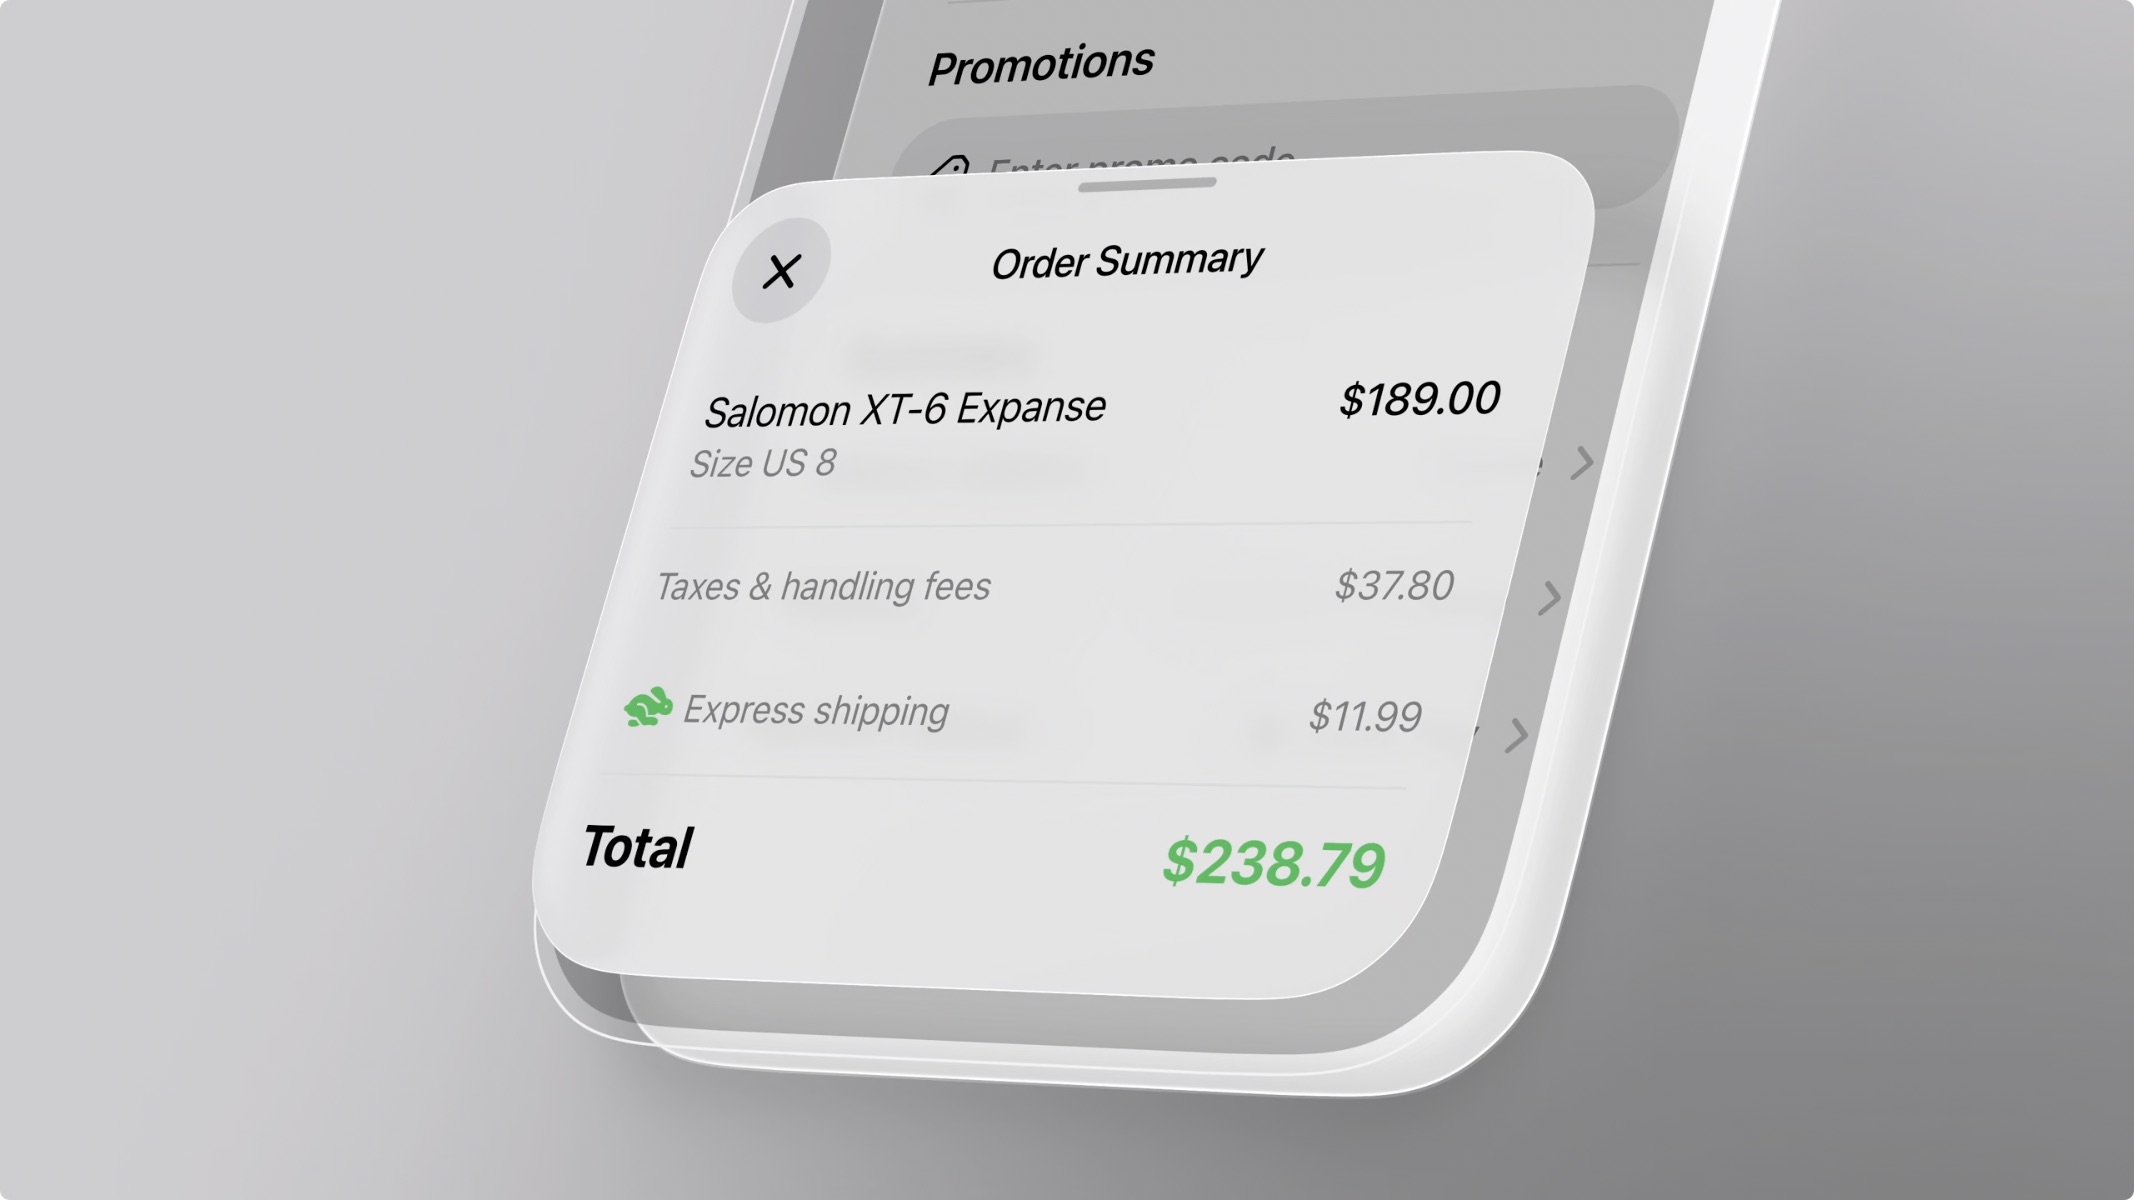 Promotions
Enter promo code
Order Summary
Salomon XT-6 Expanse
$189.00
Size US 8
Taxes & handling fees
$37.80
Express shipping
$11.99
Total
$238.79